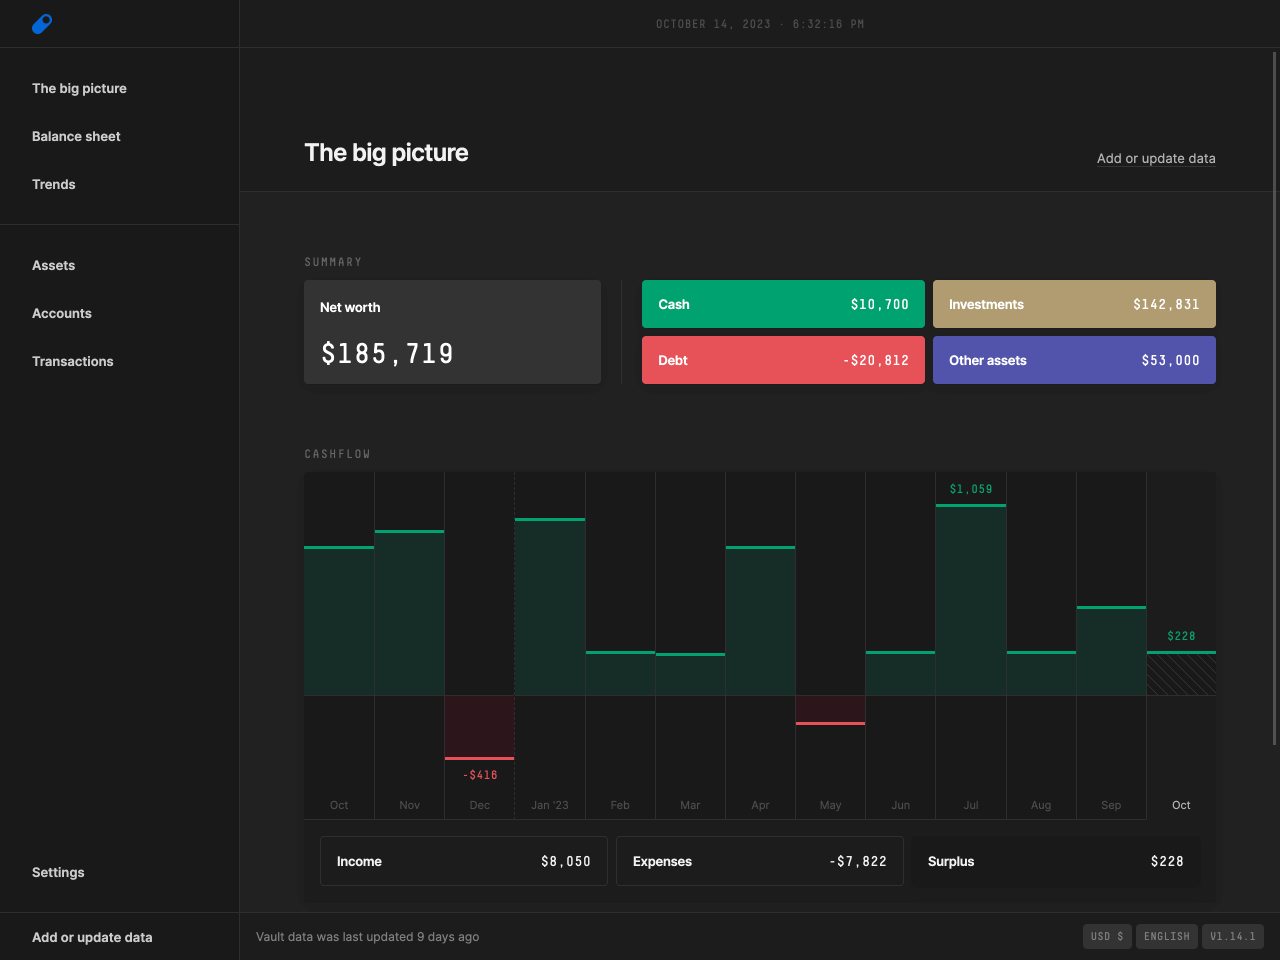 OCTOBER 14, 2023 · 6:32:16 PM
The big picture
Balance sheet
Trends
Assets
Accounts
Transactions
Settings
Add or update data
The big picture
Add or update data
SUMMARY
Net worth
$185,719
Cash $10,700
Investments $142,831
Debt -$20,812
Other assets $53,000
CASHFLOW
$1,059
$228
-$416
Oct Nov Dec Jan '23 Feb Mar Apr May Jun Jul Aug Sep Oct
Income $8,050
Expenses -$7,822
Surplus $228
Vault data was last updated 9 days ago
USD $ ENGLISH V1.14.1